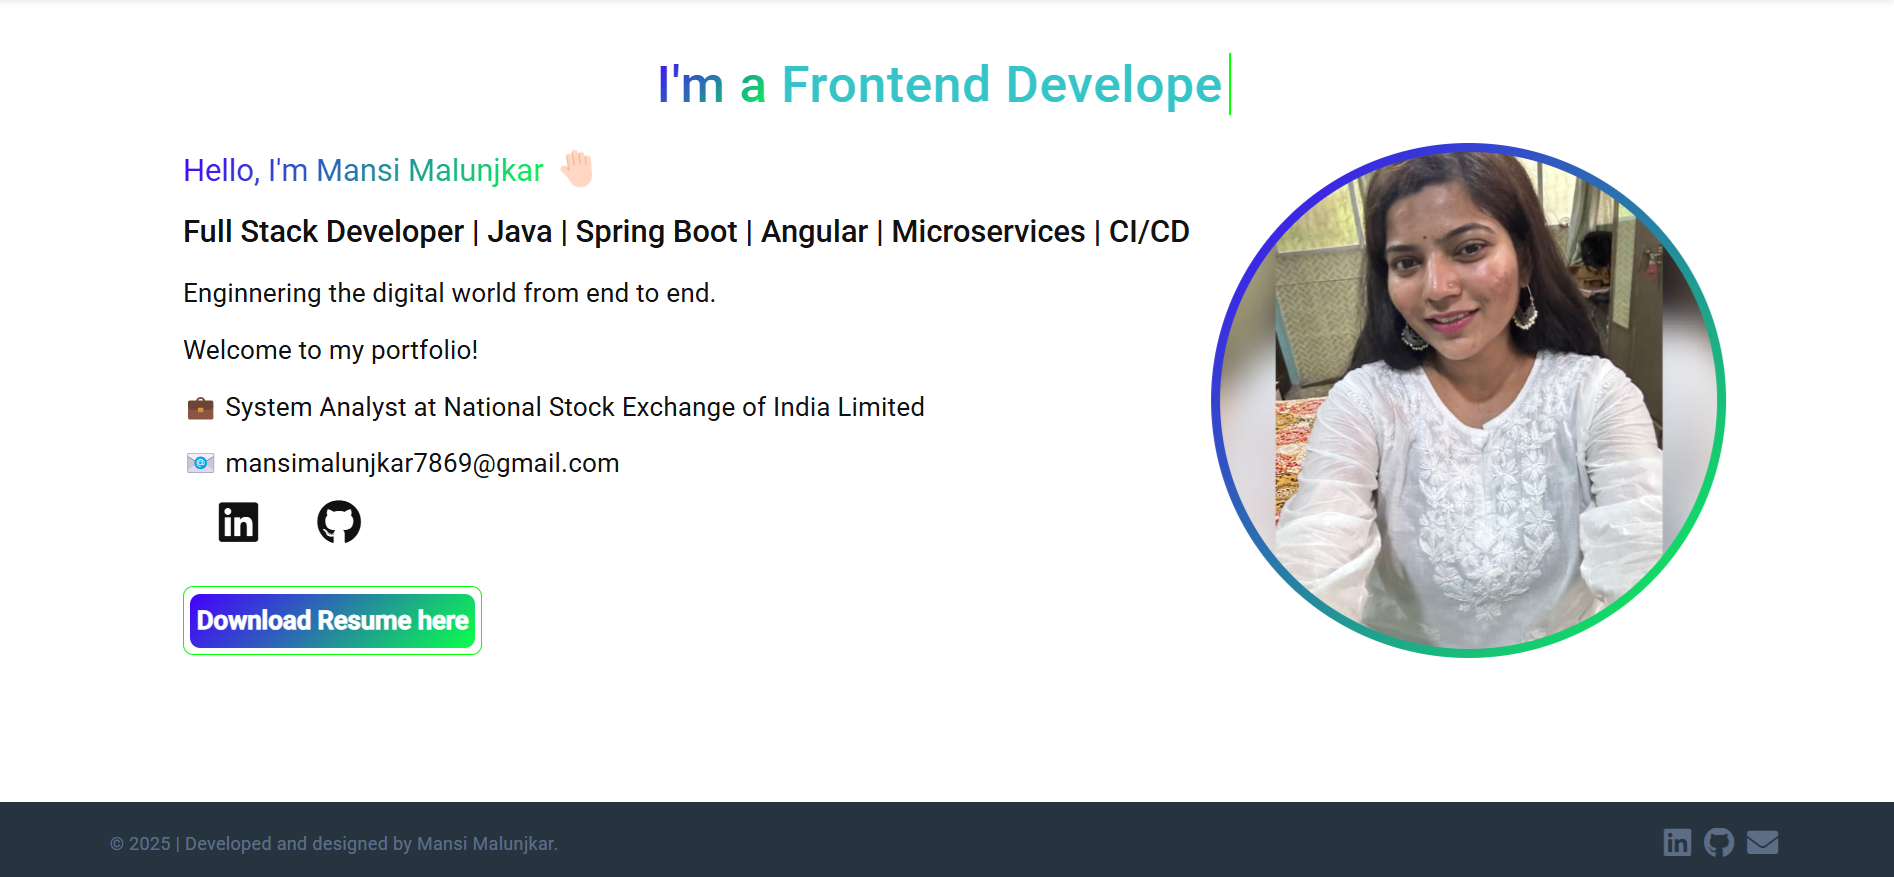 I'm a Frontend Develope
Hello, I'm Mansi Malunjkar 🤚🏻
Full Stack Developer | Java | Spring Boot | Angular | Microservices | CI/CD
Enginnering the digital world from end to end.
Welcome to my portfolio!
💼 System Analyst at National Stock Exchange of India Limited
📧 mansimalunjkar7869@gmail.com
in
Download Resume here
© 2025 | Developed and designed by Mansi Malunjkar.
in